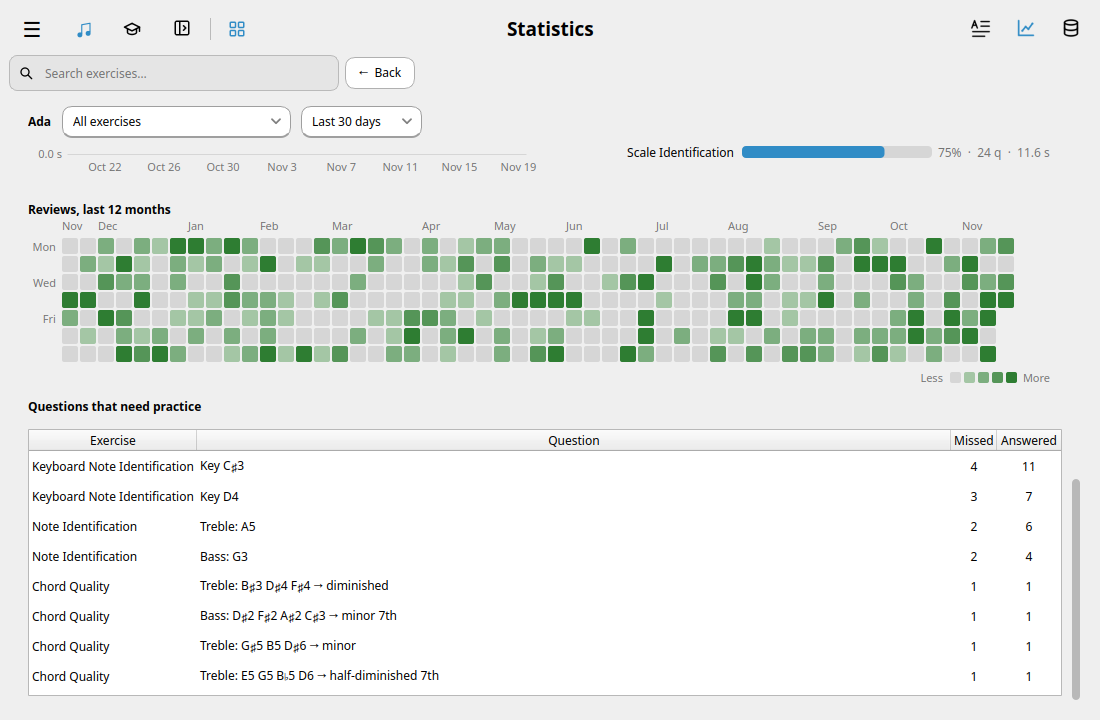 Statistics
Search exercises...
← Back
Ada All exercises Last 30 days
0.0 s
Oct 22 Oct 26 Oct 30 Nov 3 Nov 7 Nov 11 Nov 15 Nov 19
Scale Identification 75% · 24 q · 11.6 s
Reviews, last 12 months
Nov Dec Jan Feb Mar Apr May Jun Jul Aug Sep Oct Nov
Mon
Wed
Fri
Less More
Questions that need practice
Exercise Question Missed Answered
Keyboard Note Identification Key C♯3 4 11
Keyboard Note Identification Key D4 3 7
Note Identification Treble: A5 2 6
Note Identification Bass: G3 2 4
Chord Quality Treble: B♯3 D♯4 F♯4 → diminished 1 1
Chord Quality Bass: D♯2 F♯2 A♯2 C♯3 → minor 7th 1 1
Chord Quality Treble: G♯5 B5 D♯6 → minor 1 1
Chord Quality Treble: E5 G5 B♭5 D6 → half-diminished 7th 1 1